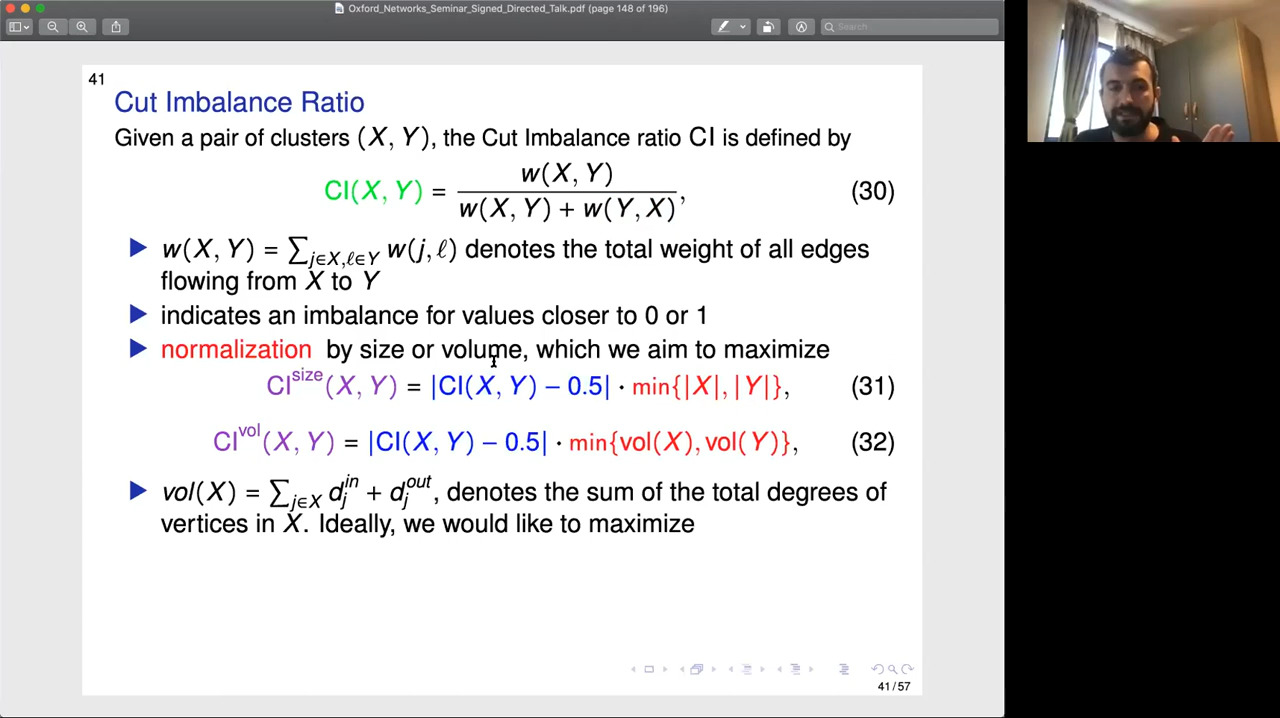 Oxford_Networks_Seminar_Signed_Directed_Talk.pdf (page 148 of 196)
Search
41
Cut Imbalance Ratio
Given a pair of clusters (X, Y), the Cut Imbalance ratio CI is defined by
CI(X, Y) = w(X, Y) / w(X, Y) + w(Y, X), (30)
▶ w(X, Y) = ∑_{j∈X,ℓ∈Y} w(j, ℓ) denotes the total weight of all edges
flowing from X to Y
▶ indicates an imbalance for values closer to 0 or 1
▶ normalization by size or volume, which we aim to maximize
CI^{size}(X, Y) = |CI(X, Y) − 0.5| · min{|X|, |Y|}, (31)
CI^{vol}(X, Y) = |CI(X, Y) − 0.5| · min{vol(X), vol(Y)}, (32)
▶ vol(X) = ∑_{j∈X} d_j^{in} + d_j^{out}, denotes the sum of the total degrees of
vertices in X. Ideally, we would like to maximize
41/57